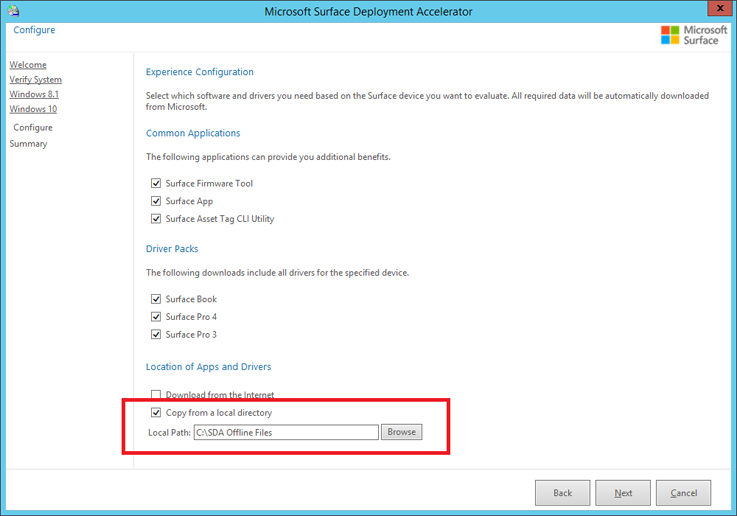 Microsoft Surface Deployment Accelerator
x
Configure
Microsoft
Surface
Welcome
Verify System
Windows 8.1
Windows 10
Configure
Summary
Experience Configuration
Select which software and drivers you need based on the Surface device you want to evaluate. All required data will be automatically downloaded
from Microsoft.
Common Applications
The following applications can provide you additional benefits.
Surface Firmware Tool
Surface App
Surface Asset Tag CLI Utility
Driver Packs
The following downloads include all drivers for the specified device.
Surface Book
Surface Pro 4
Surface Pro 3
Location of Apps and Drivers
Download from the Internet
Copy from a local directory
Local Path: C:\SDA Offline Files Browse
Back Next Cancel